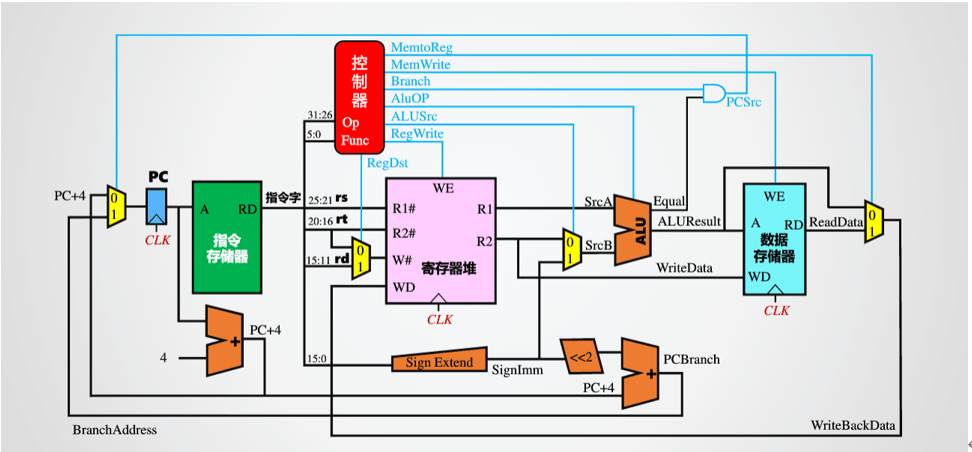 MemtoReg
MemWrite
Branch
AluOP
ALUSrc
RegWrite
RegDst
控
制
器
Op
Func
31:26
5:0
PCSrc
PC+4
0
1
PC
CLK
A
RD
指令
存储器
指令字
25:21 rs
20:16 rt
15:11 rd
0
1
WE
R1#
R2#
W#
WD
R1
R2
寄存器堆
CLK
0
1
SrcA
SrcB
ALU
Equal
ALUResult
WriteData
WE
A
RD
数据
存储器
WD
CLK
ReadData
0
1
4
+
PC+4
15:0
Sign Extend
SignImm
<<2
PC+4
+
PCBranch
BranchAddress
WriteBackData